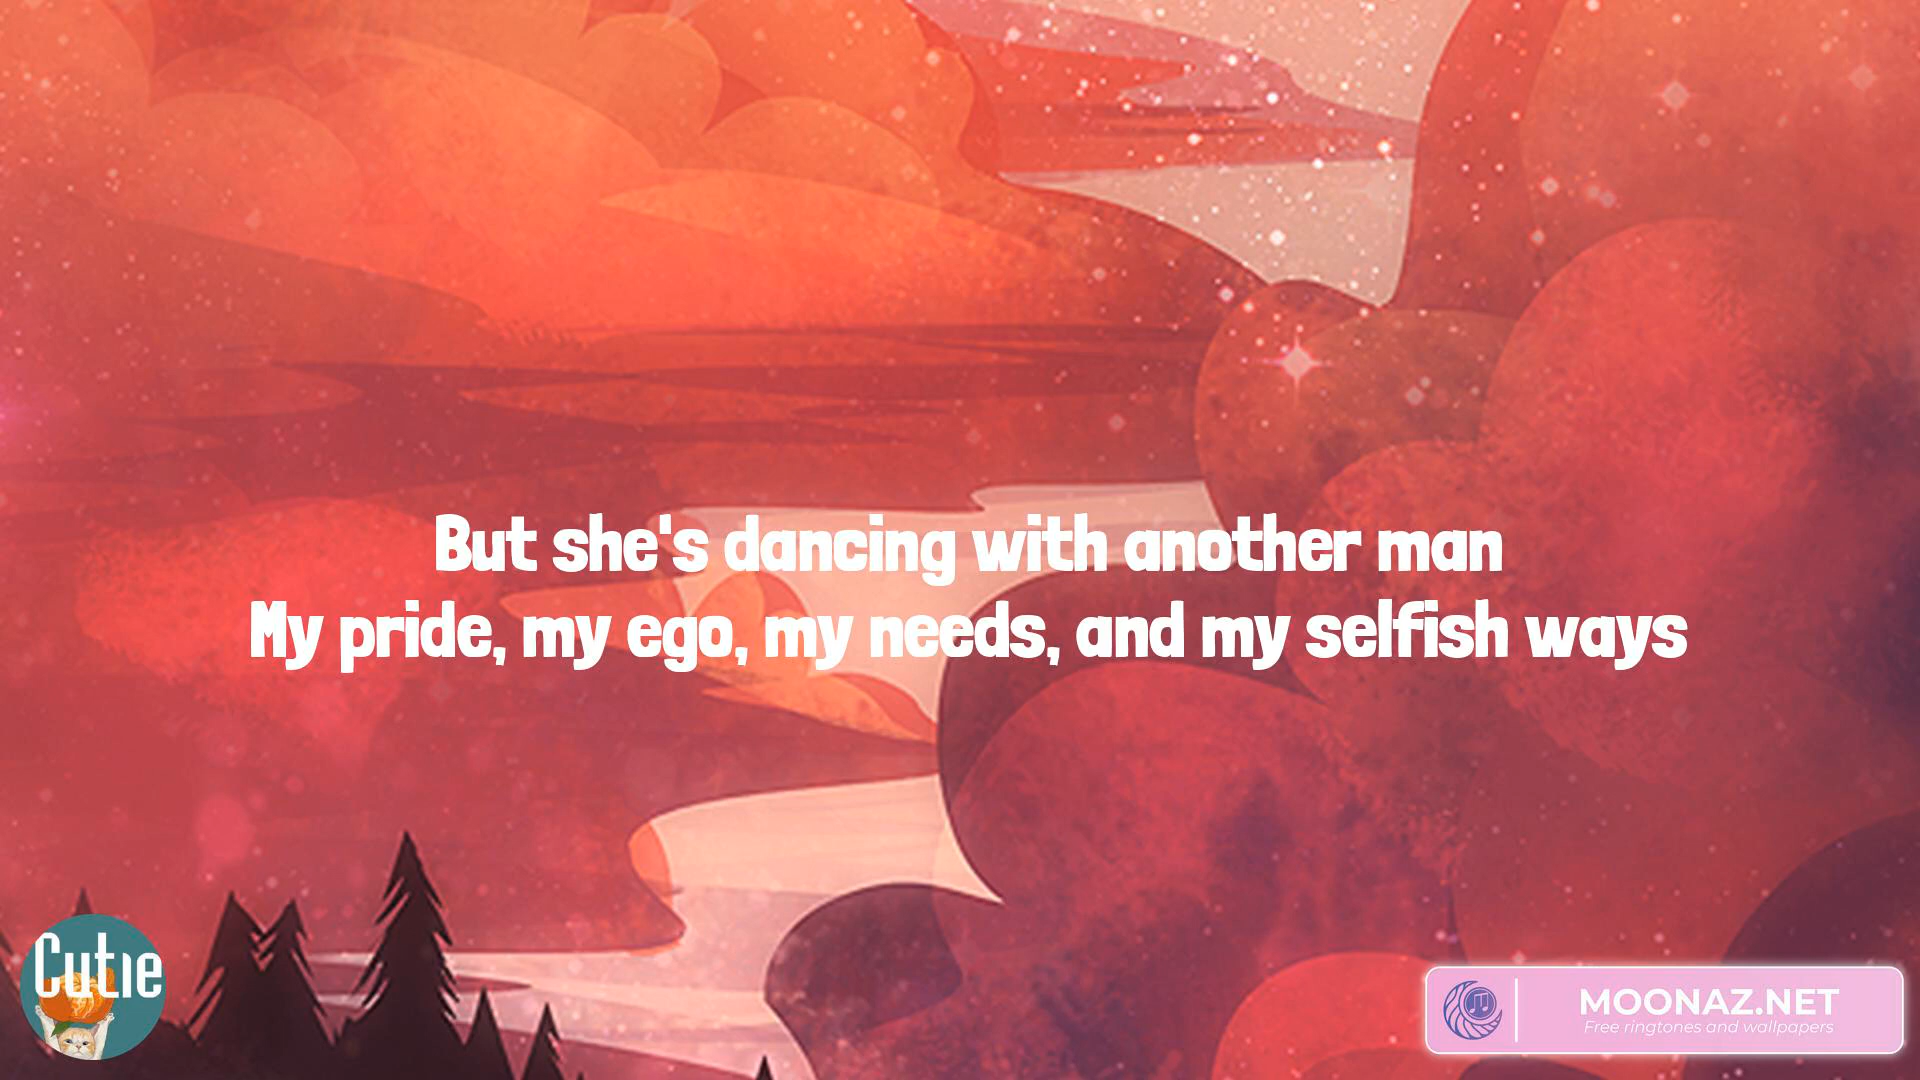 But she's dancing with another man
My pride, my ego, my needs, and my selfish ways
Cutie
MOONAZ.NET
Free ringtones and wallpapers